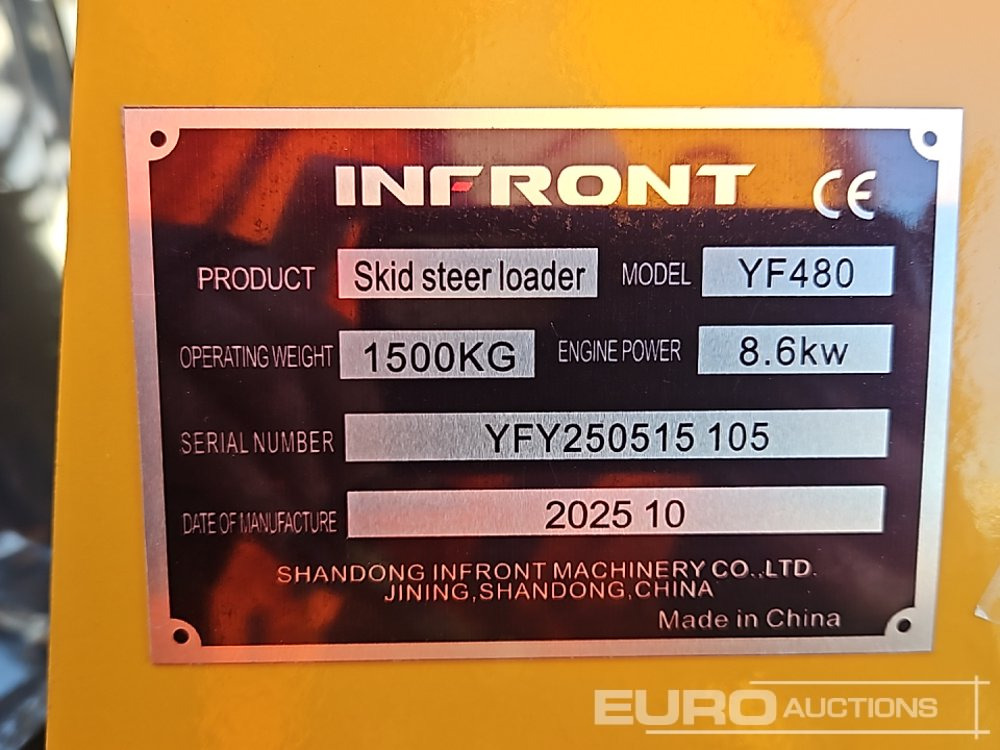 INFRONT CE
PRODUCT Skid steer loader MODEL YF480
OPERATING WEIGHT 1500KG ENGINE POWER 8.6kw
SERIAL NUMBER YFY250515 105
DATE OF MANUFACTURE 2025 10
SHANDONG INFRONT MACHINERY CO.,LTD.
JINING,SHANDONG,CHINA
Made in China
EURO AUCTIONS